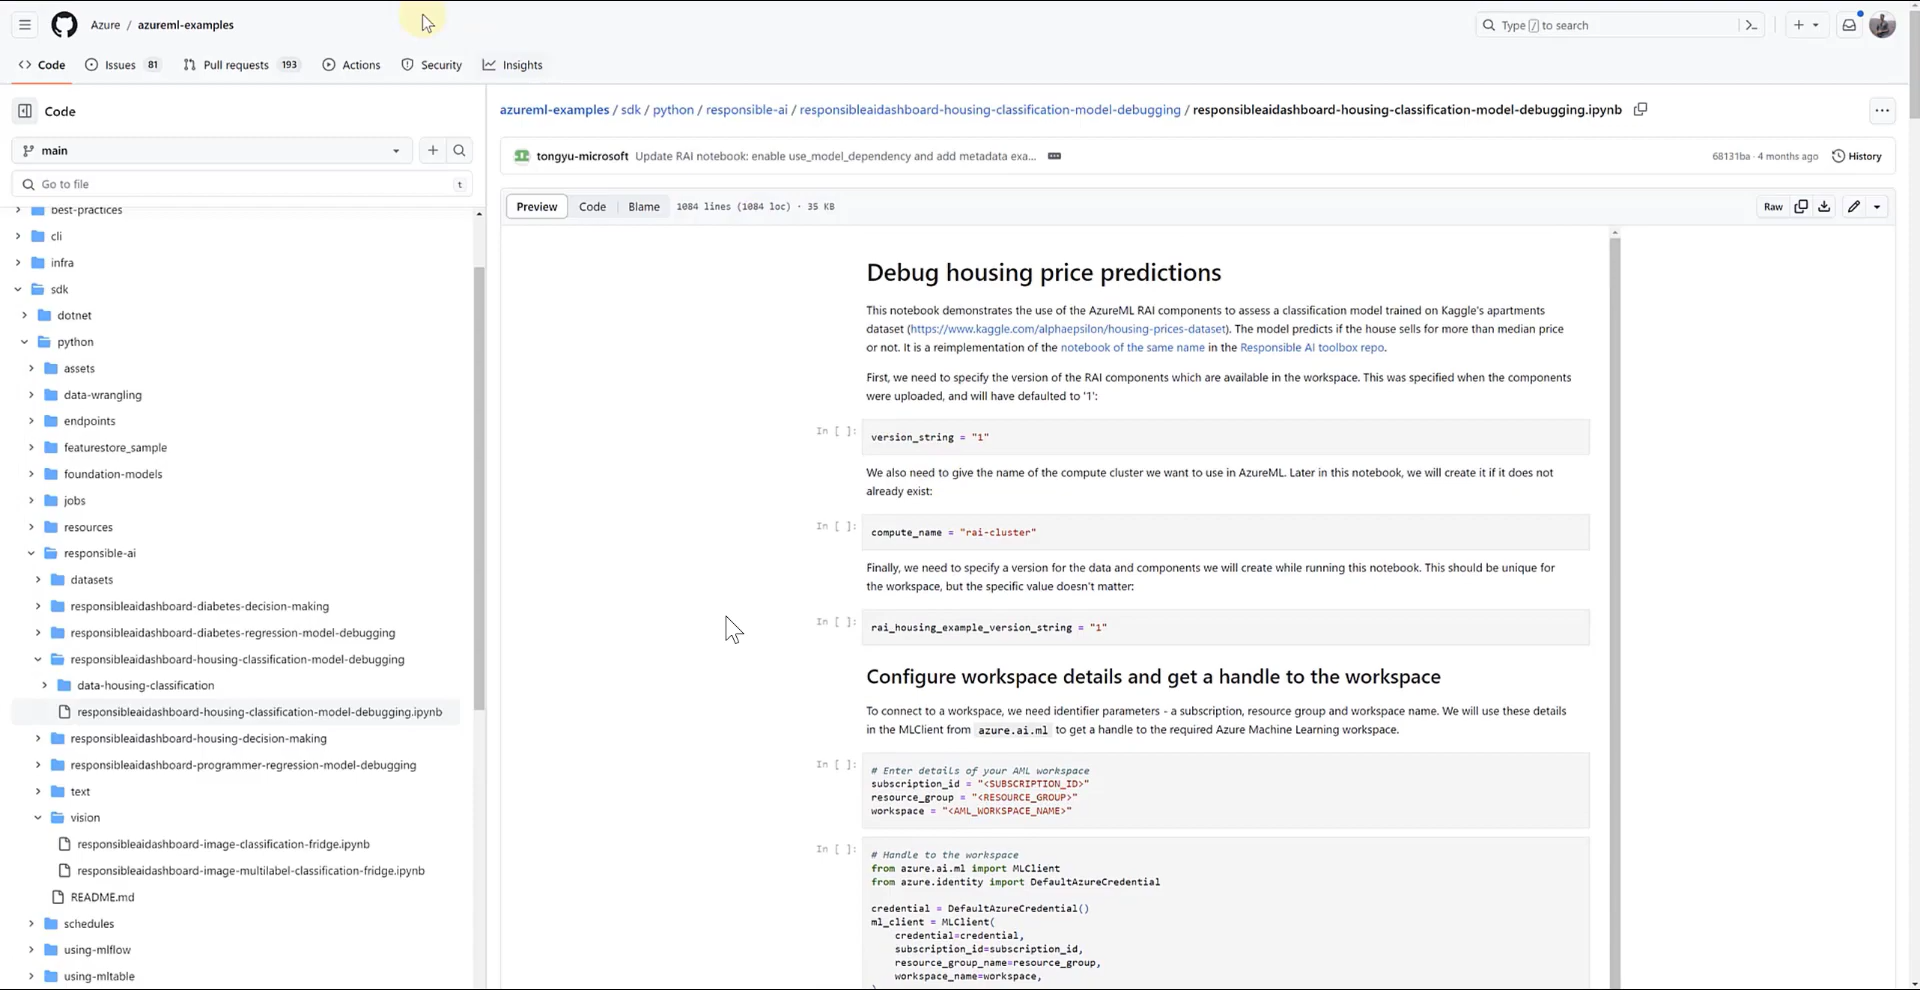 Azure / azureml-examples
Type / to search
Code
Issues 81
Pull requests 193
Actions
Security
Insights
Code
main
Go to file
t
best-practices
cli
infra
sdk
dotnet
python
assets
data-wrangling
endpoints
featurestore_sample
foundation-models
jobs
resources
responsible-ai
datasets
responsibleaidashboard-diabetes-decision-making
responsibleaidashboard-diabetes-regression-model-debugging
responsibleaidashboard-housing-classification-model-debugging
data-housing-classification
responsibleaidashboard-housing-classification-model-debugging.ipynb
responsibleaidashboard-housing-decision-making
responsibleaidashboard-programmer-regression-model-debugging
text
vision
responsibleaidashboard-image-classification-fridge.ipynb
responsibleaidashboard-image-multilabel-classification-fridge.ipynb
README.md
schedules
using-mlflow
using-mltable
azureml-examples / sdk / python / responsible-ai / responsibleaidashboard-housing-classification-model-debugging / responsibleaidashboard-housing-classification-model-debugging.ipynb
tongyu-microsoft Update RAI notebook: enable use_model_dependency and add metadata exa...
68131ba · 4 months ago
History
Preview
Code
Blame
1084 lines (1084 loc) · 35 KB
Raw
Debug housing price predictions
This notebook demonstrates the use of the AzureML RAI components to assess a classification model trained on Kaggle's apartments
dataset (https://www.kaggle.com/alphaepsilon/housing-prices-dataset). The model predicts if the house sells for more than median price
or not. It is a reimplementation of the notebook of the same name in the Responsible AI toolbox repo.
First, we need to specify the version of the RAI components which are available in the workspace. This was specified when the components
were uploaded, and will have defaulted to '1':
In [ ]:
version_string = "1"
We also need to give the name of the compute cluster we want to use in AzureML. Later in this notebook, we will create it if it does not
already exist:
In [ ]:
compute_name = "rai-cluster"
Finally, we need to specify a version for the data and components we will create while running this notebook. This should be unique for
the workspace, but the specific value doesn't matter:
In [ ]:
rai_housing_example_version_string = "1"
Configure workspace details and get a handle to the workspace
To connect to a workspace, we need identifier parameters - a subscription, resource group and workspace name. We will use these details
in the MLClient from azure.ai.ml to get a handle to the required Azure Machine Learning workspace.
In [ ]:
# Enter details of your AML workspace
subscription_id = "<SUBSCRIPTION_ID>"
resource_group = "<RESOURCE_GROUP>"
workspace = "<AML_WORKSPACE_NAME>"
In [ ]:
# Handle to the workspace
from azure.ai.ml import MLClient
from azure.identity import DefaultAzureCredential
credential = DefaultAzureCredential()
ml_client = MLClient(
credential=credential,
subscription_id=subscription_id,
resource_group_name=resource_group,
workspace_name=workspace,